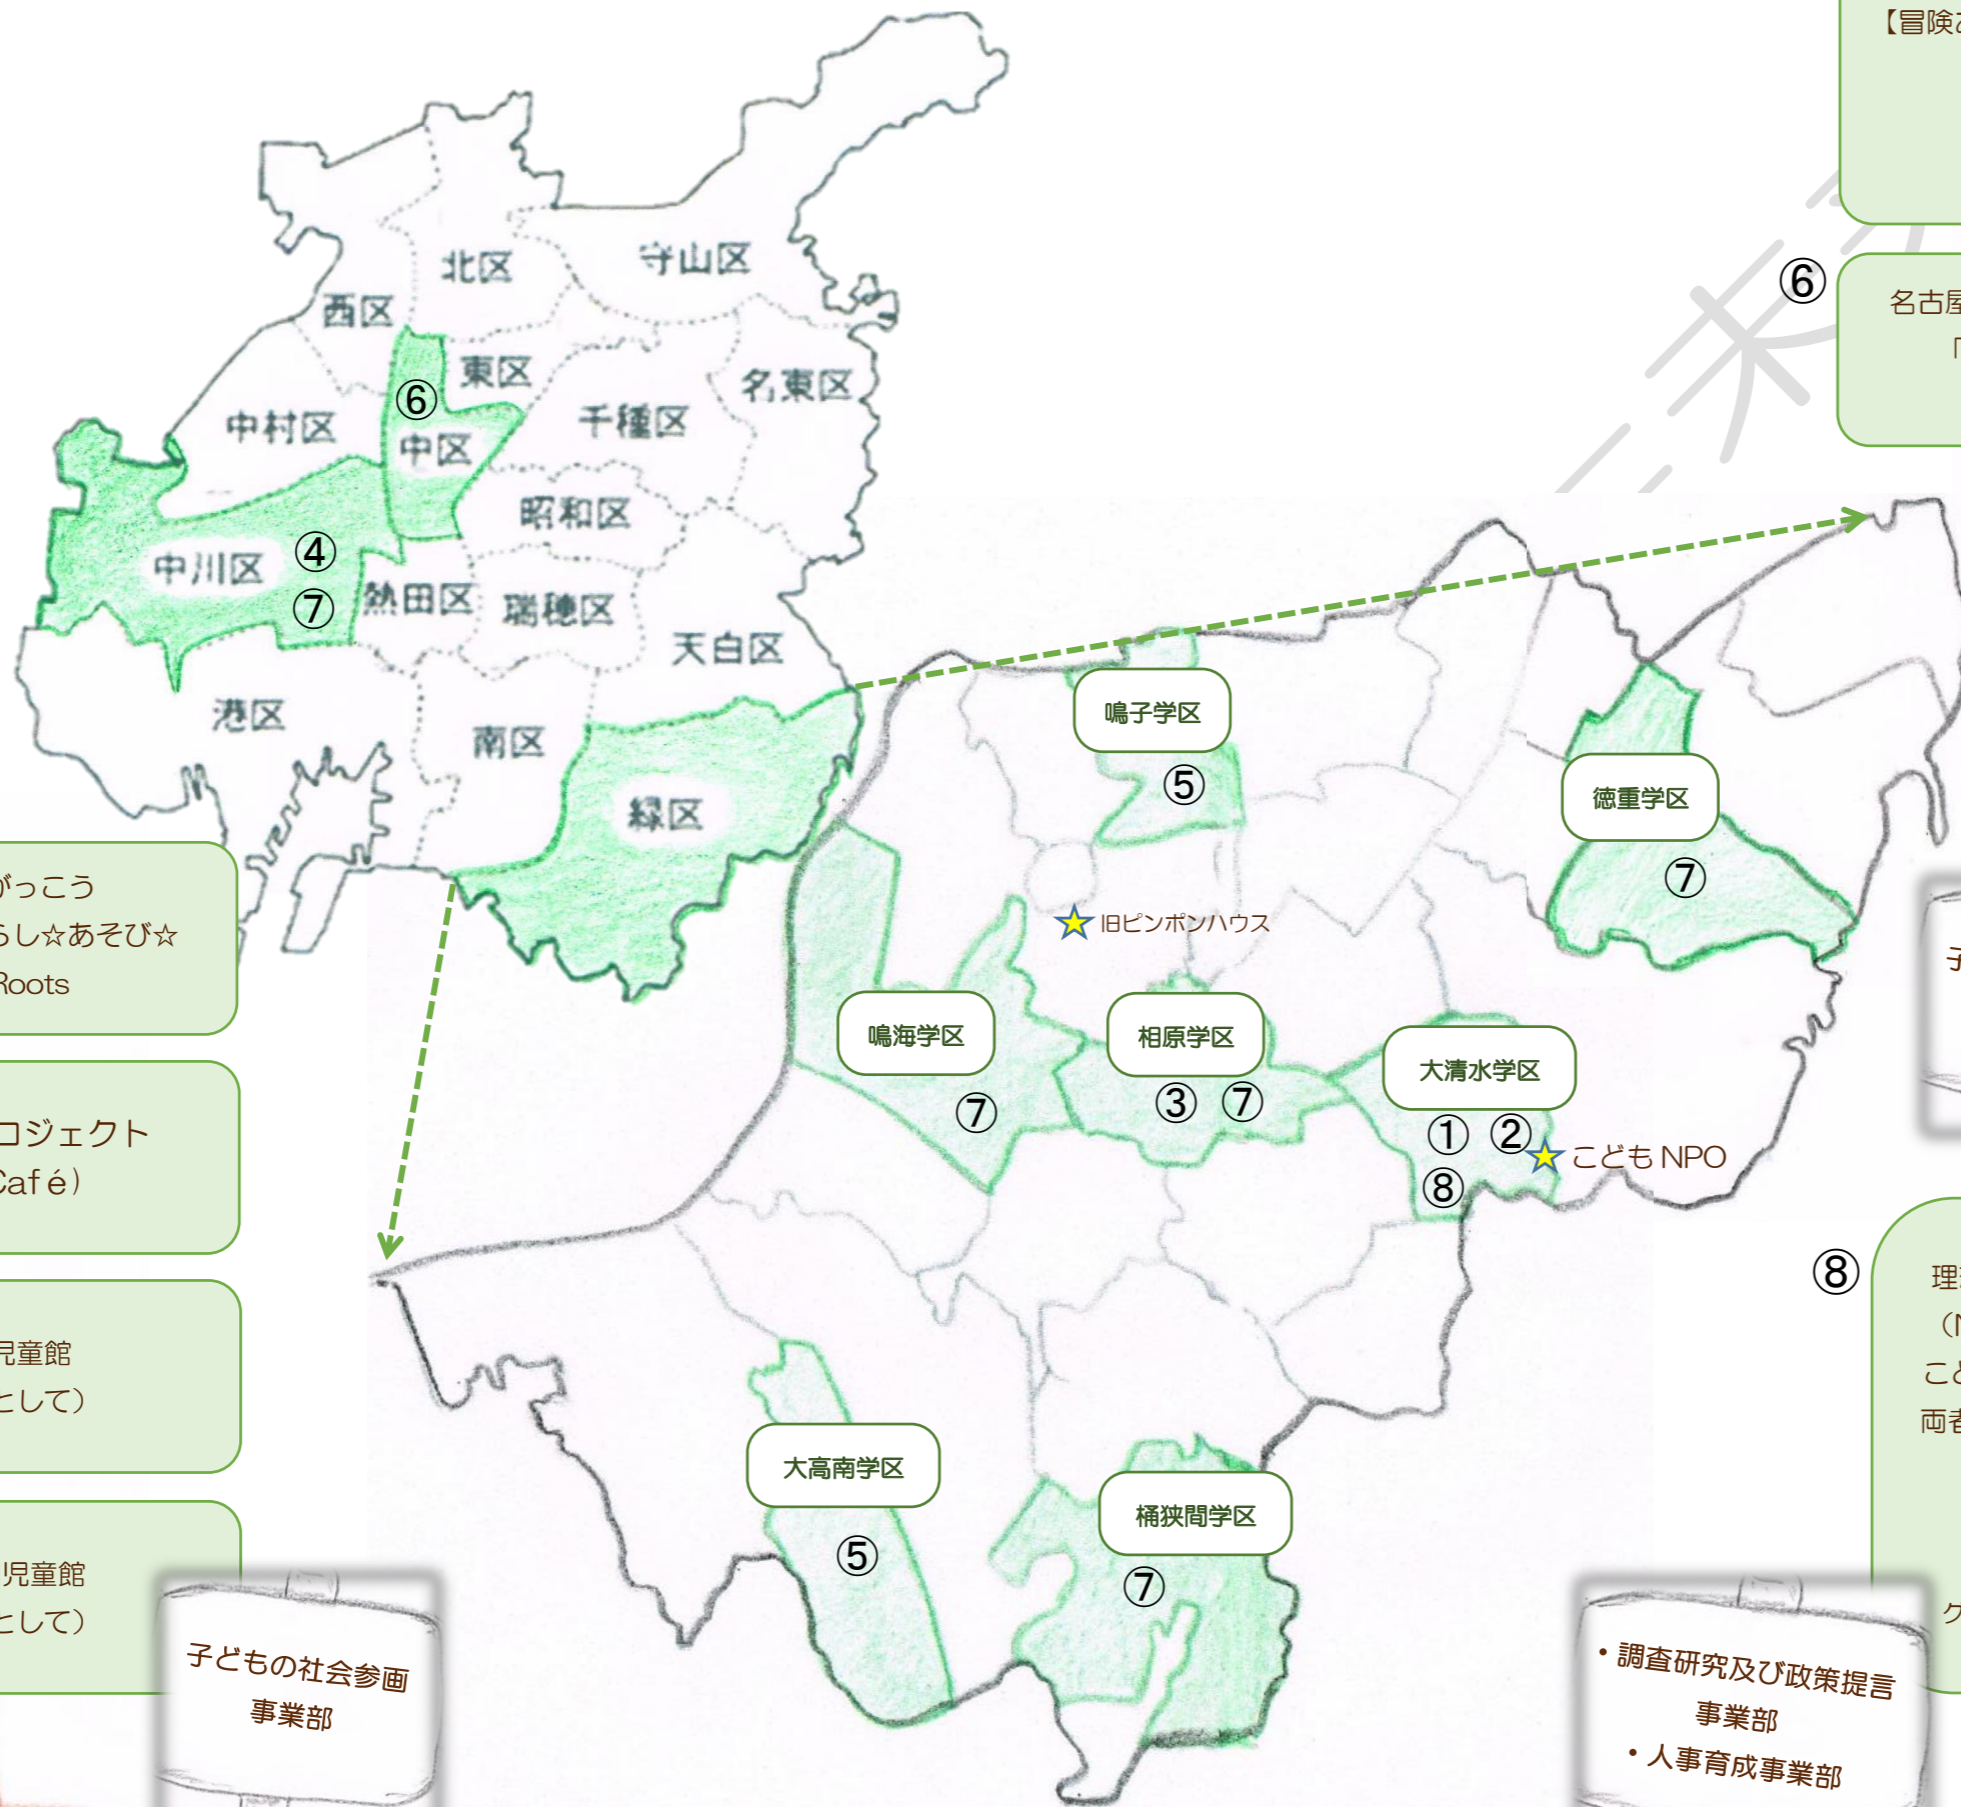 【冒険
⑥
名古屋
「
北区
守山区
西区
東区
名東区
⑥
中村区
中区
千種区
昭和区
中川区
④
⑦
熱田区
瑞穂区
天白区
港区
南区
緑区
鳴子学区
⑤
徳重学区
⑦
旧ピンポンハウス
鳴海学区
⑦
相原学区
③ ⑦
大清水学区
① ②
⑧
こども NPO
大高南学区
⑤
桶狭間学区
⑦
がっこう
らし☆あそび☆
Roots
ロジェクト
Café）
児童館
として）
児童館
として）
子どもの社会参画
事業部
子
⑧
理
（N
こど
両者
ク
・調査研究及び政策提言
事業部
・人事育成事業部
未